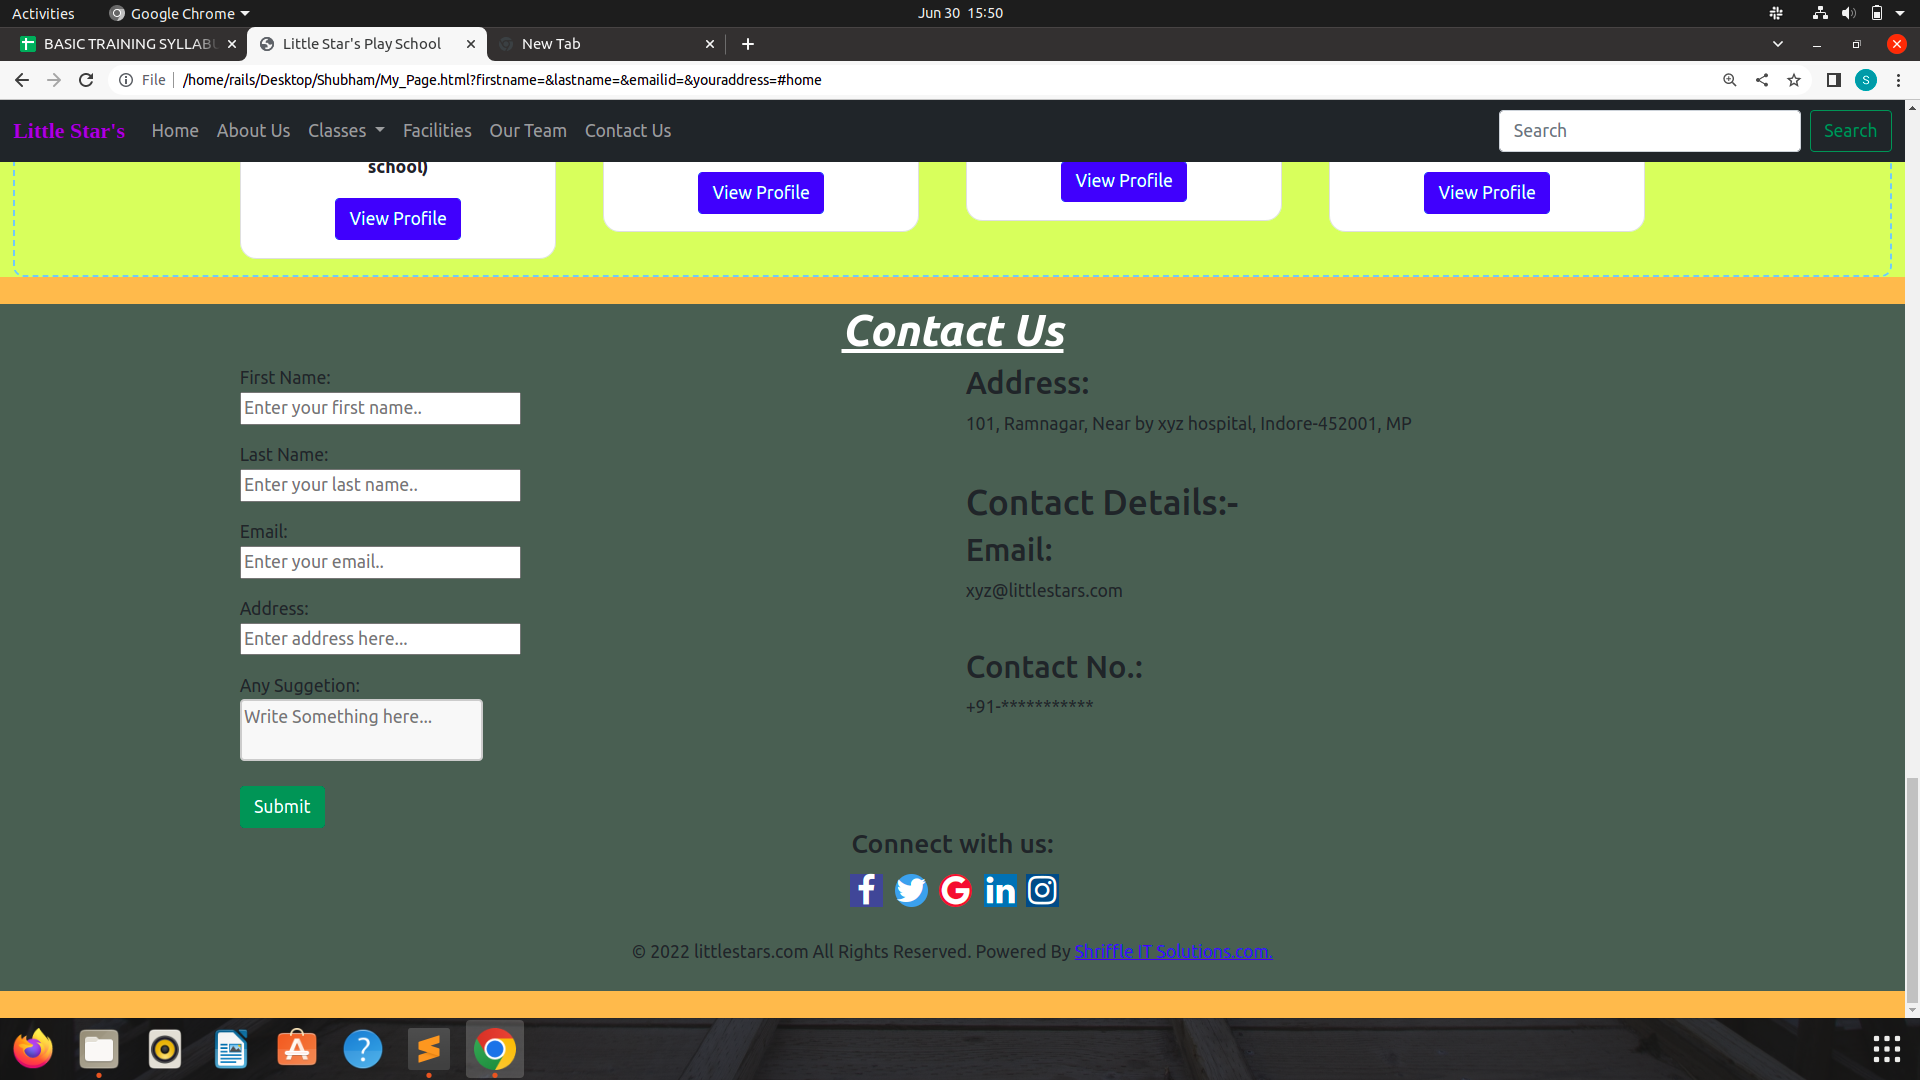 Activities
Google Chrome
Jun 30 15:50
BASIC TRAINING SYLLABU
Little Star's Play School
New Tab
File
/home/rails/Desktop/Shubham/My_Page.html?firstname=&lastname=&emailid=&youraddress=#home
S
Little Star's
Home
About Us
Classes
Facilities
Our Team
Contact Us
Search
Search
school)
View Profile
View Profile
View Profile
View Profile
Contact Us
First Name:
Enter your first name..
Last Name:
Enter your last name..
Email:
Enter your email..
Address:
Enter address here...
Any Suggetion:
Write Something here...
Submit
Address:
101, Ramnagar, Near by xyz hospital, Indore-452001, MP
Contact Details:-
Email:
xyz@littlestars.com
Contact No.:
+91-***********
Connect with us:
© 2022 littlestars.com All Rights Reserved. Powered By Shriffle IT Solutions.com.